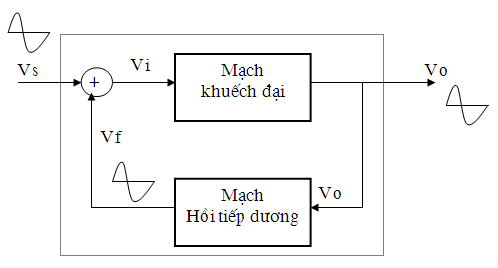 Vs
+
Vi
Mạch
khuếch đại
Vo
Vf
Mạch
Hồi tiếp dương
Vo